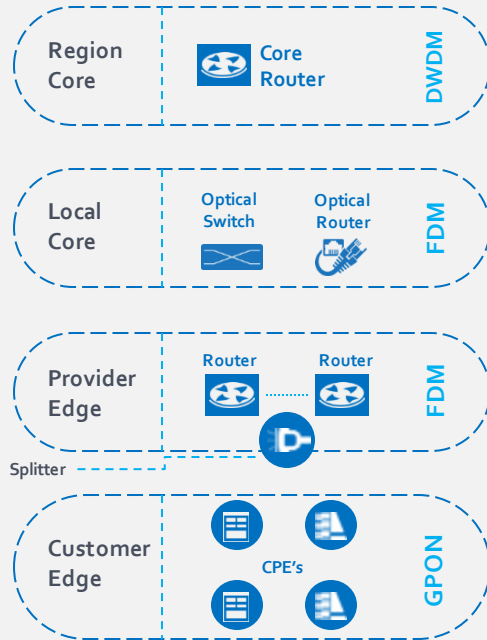 Region
Core
Core
Router
DWDM
Local
Core
Optical
Switch
Optical
Router
FDM
Provider
Edge
Router
Router
FDM
Splitter
Customer
Edge
CPE's
GPON